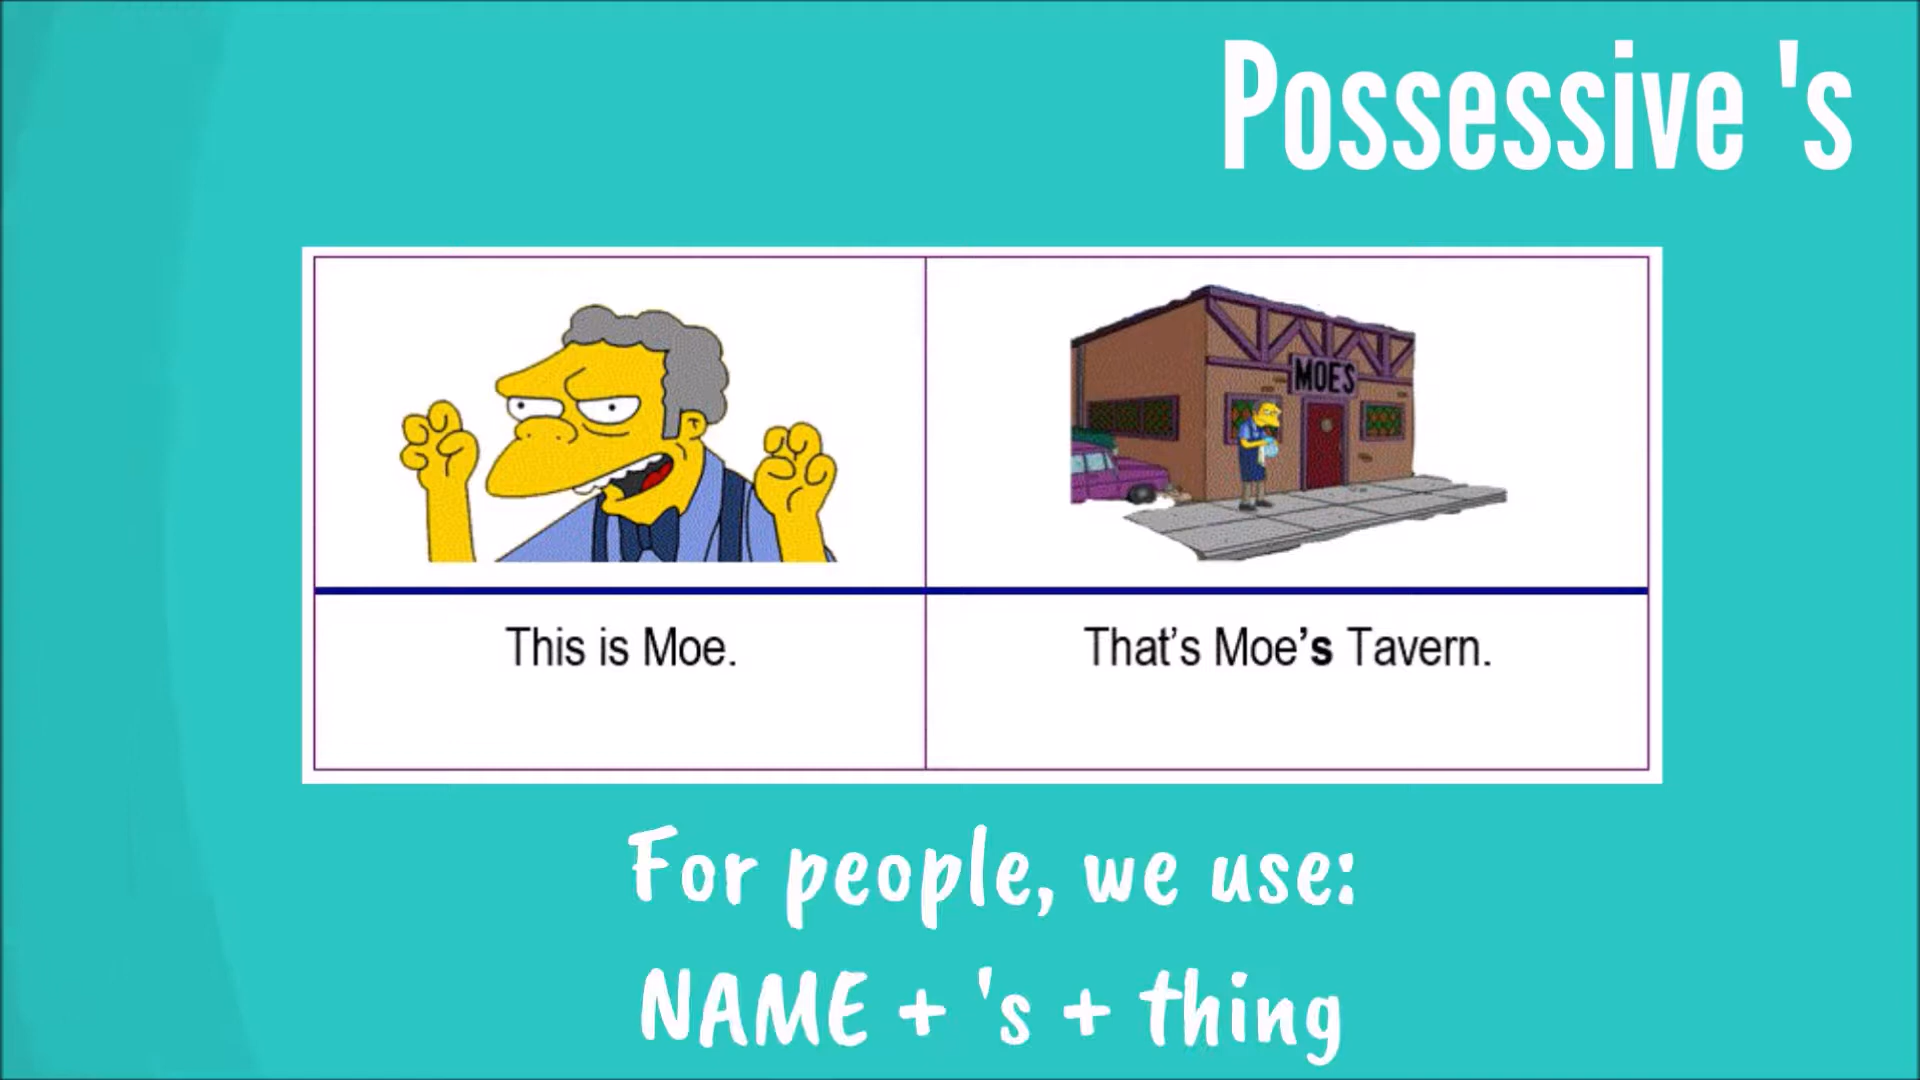 Possessive 's
MOE'S
This is Moe.
That’s Moe’s Tavern.
For people, we use:
NAME + 's + thing